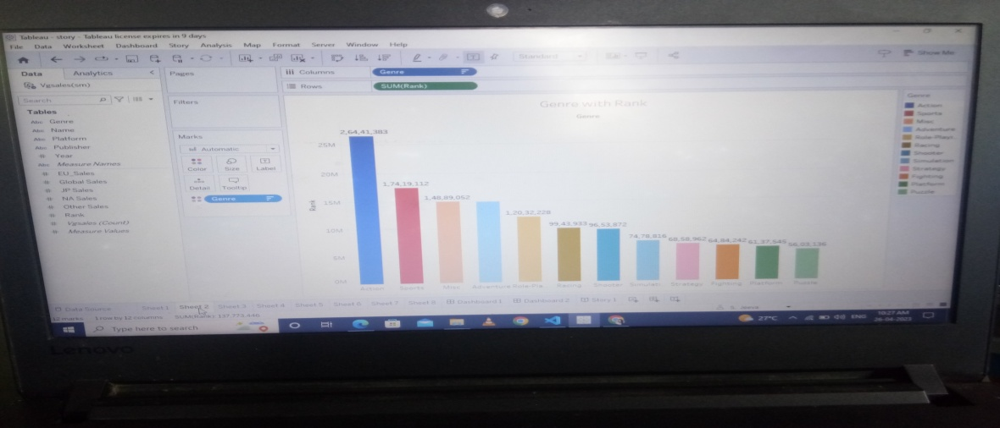 Tableau - story - Tableau license expires in 9 days
File Data Worksheet Dashboard Story Analysis Map Format Server Window Help
Standard
Show Me
Data Analytics
Vgsales(sm)
Search
Tables
Abc Genre
Abc Name
Abc Platform
Abc Publisher
# Year
Abc Measure Names
# EU_Sales
# Global Sales
# JP Sales
# NA Sales
# Other Sales
# Rank
# Vgsales (Count)
# Measure Values
Pages
Filters
Marks
Automatic
Color Size Label
Detail Tooltip
Genre
Columns Genre
Rows SUM(Rank)
Genre with Rank
Genre
Rank
25M
20M
15M
10M
5M
0M
2,64,41,383
1,74,19,112
1,48,89,052
1,20,32,228
99,43,933
96,53,872
74,78,816
68,58,962
64,84,242
61,37,545
56,03,136
Action Sports Misc Adventure Role-Pla.. Racing Shooter Simulati.. Strategy Fighting Platform Puzzle
Genre
Action
Sports
Misc
Adventure
Role-Playi..
Racing
Shooter
Simulation
Strategy
Fighting
Platform
Puzzle
Data Source Sheet 1 Sheet 2 Sheet 3 Sheet 4 Sheet 5 Sheet 6 Sheet 7 Sheet 8 Dashboard 1 Dashboard 2 Story 1
12 marks 1 row by 12 columns SUM(Rank): 137,773,446
Type here to search
27°C
ENG
10:27 AM
26-04-2023
Lenovo